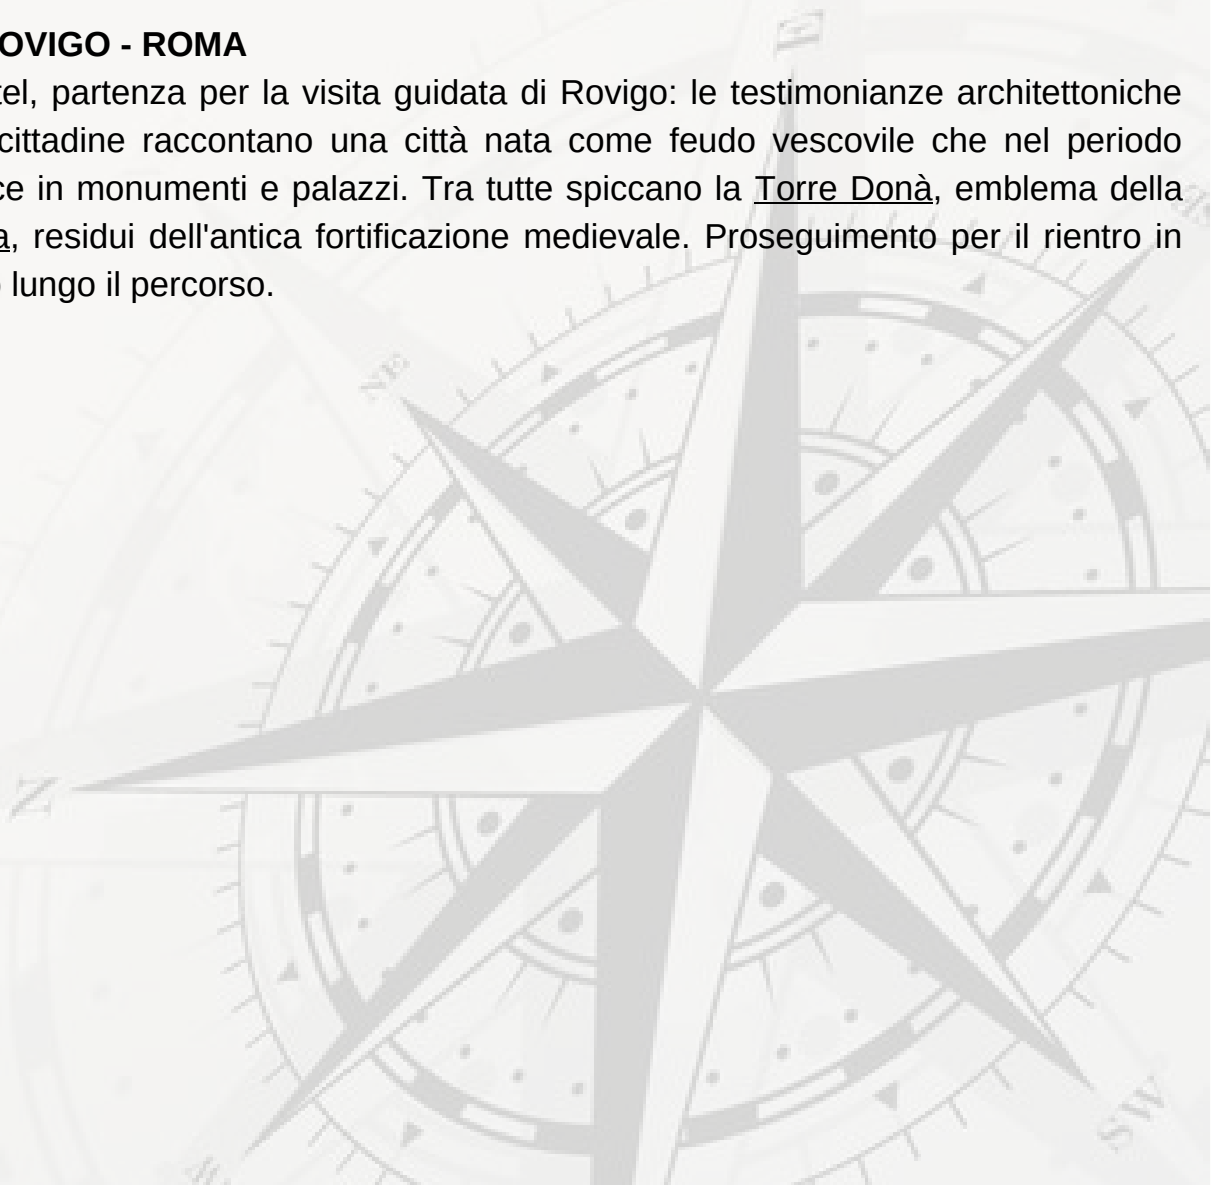 OVIGO - ROMA
tel, partenza per la visita guidata di Rovigo: le testimonianze architettoniche
cittadine raccontano una città nata come feudo vescovile che nel periodo
ce in monumenti e palazzi. Tra tutte spiccano la Torre Donà, emblema della
a, residui dell'antica fortificazione medievale. Proseguimento per il rientro in
o lungo il percorso.
E
NE
N
SW